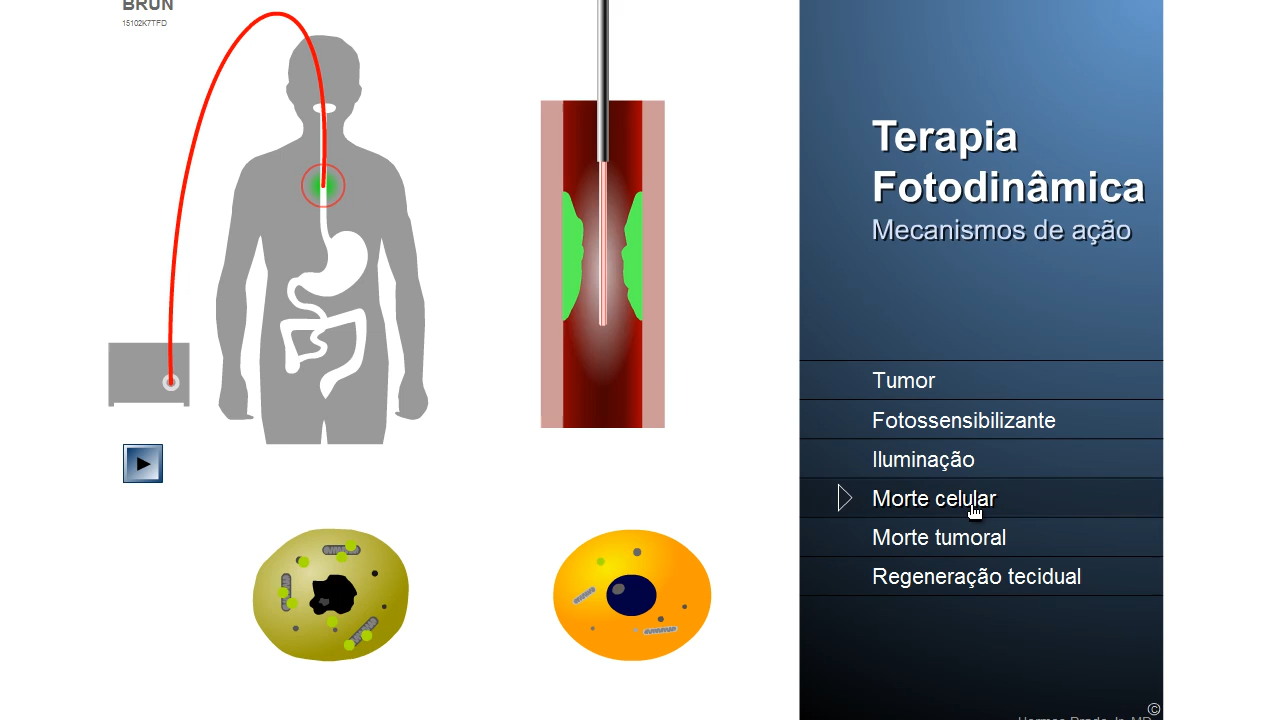 BRUN
15102K7TFD
Terapia
Fotodinâmica
Mecanismos de ação
Tumor
Fotossensibilizante
Iluminação
Morte celular
Morte tumoral
Regeneração tecidual
©